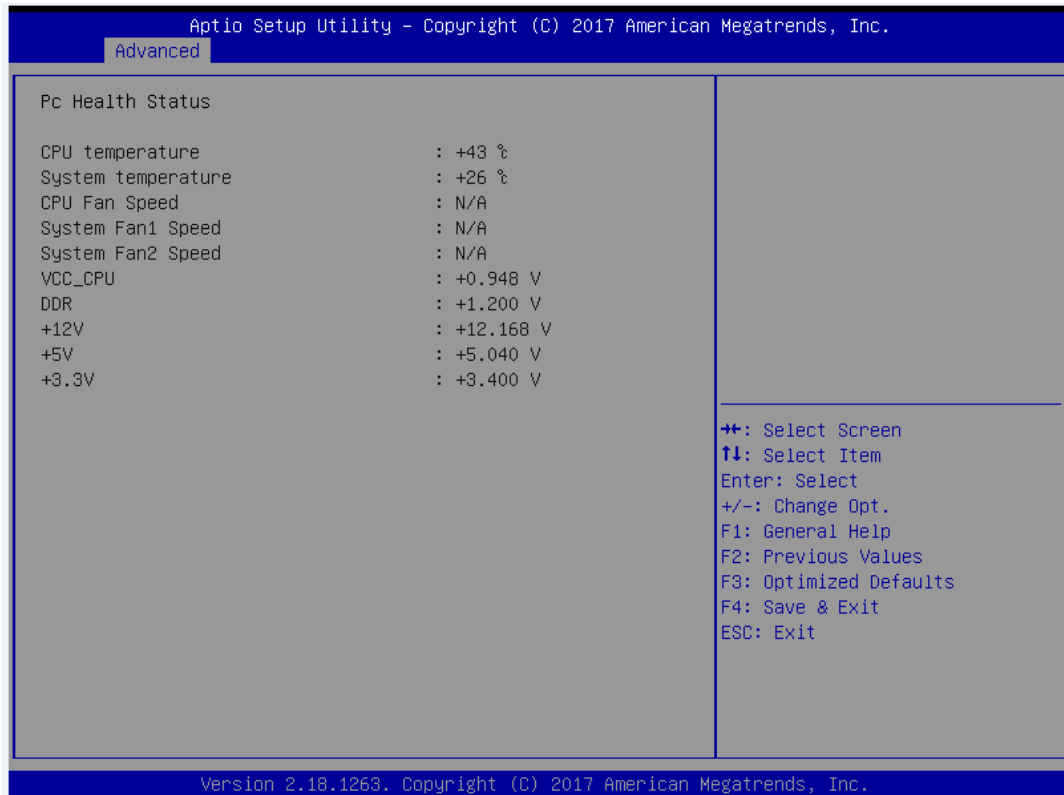 Aptio Setup Utility – Copyright (C) 2017 American Megatrends, Inc.
Advanced
Pc Health Status
CPU temperature : +43 ℃
System temperature : +26 ℃
CPU Fan Speed : N/A
System Fan1 Speed : N/A
System Fan2 Speed : N/A
VCC_CPU : +0.948 V
DDR : +1.200 V
+12V : +12.168 V
+5V : +5.040 V
+3.3V : +3.400 V
→←: Select Screen
↑↓: Select Item
Enter: Select
+/-: Change Opt.
F1: General Help
F2: Previous Values
F3: Optimized Defaults
F4: Save & Exit
ESC: Exit
Version 2.18.1263. Copyright (C) 2017 American Megatrends, Inc.